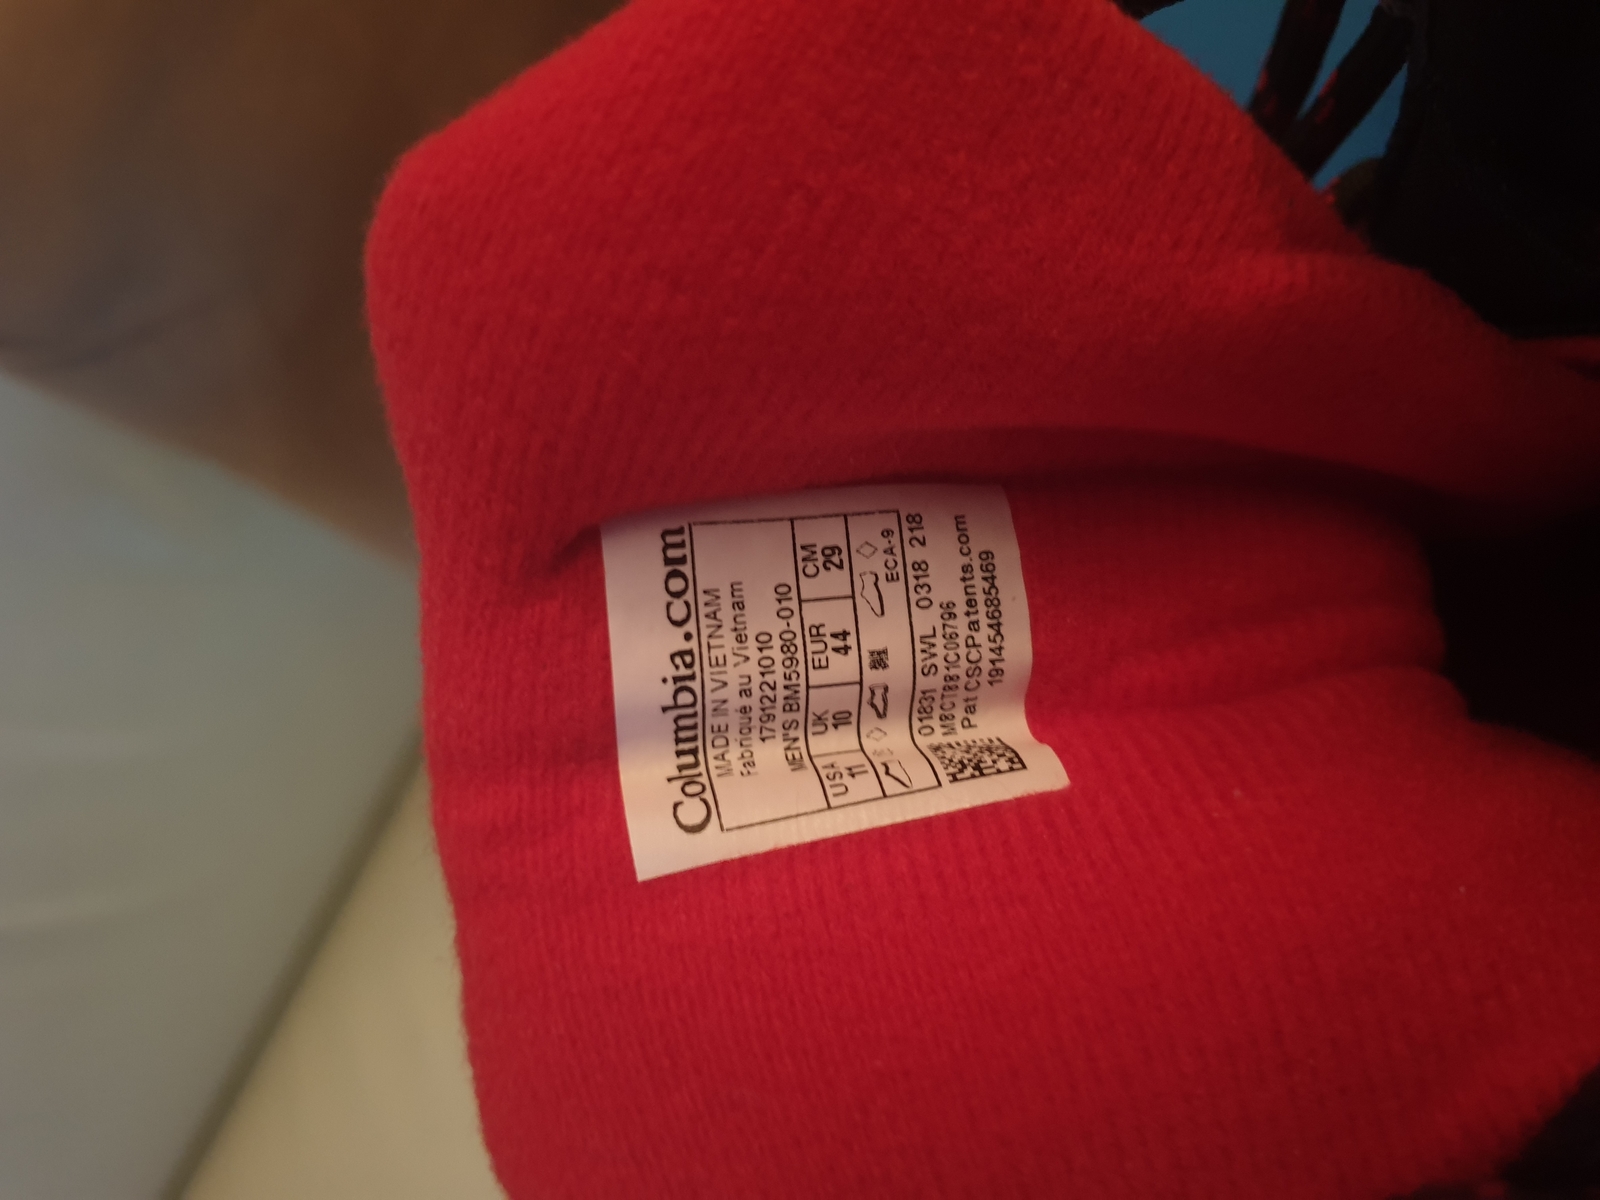 Columbia.com
MADE IN VIETNAM
Fabriqué au Vietnam
1791221010
MEN'S BM5980-010
USA UK EUR CM
11 10 44 29
ECA-9
01831 SWL 0318 218
M8CT881C06796
Pat CSCPatents.com
191454685469